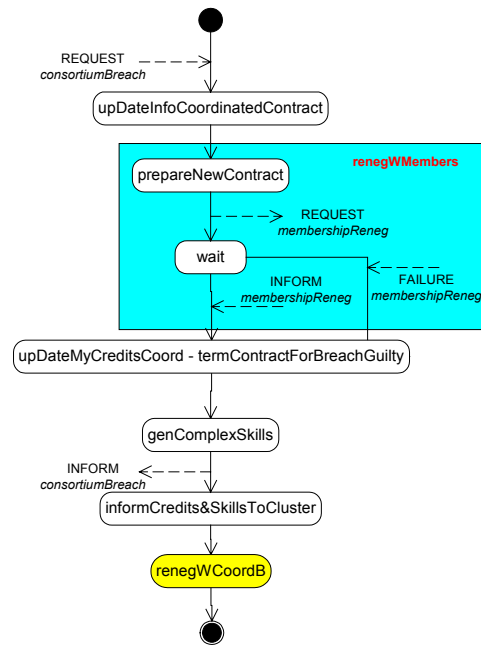 REQUEST
consortiumBreach
upDateInfoCoordinatedContract
renegWMembers
prepareNewContract
REQUEST
membershipReneg
wait
INFORM
membershipReneg
FAILURE
membershipReneg
upDateMyCreditsCoord - termContractForBreachGuilty
genComplexSkills
INFORM
consortiumBreach
informCredits&SkillsToCluster
renegWCoordB